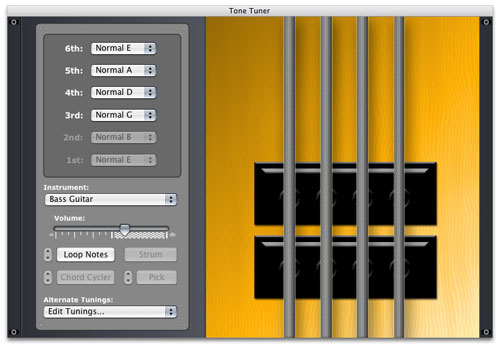 Tone Tuner
6th: Normal E
5th: Normal A
4th: Normal D
3rd: Normal G
2nd: Normal B
1st: Normal E
Instrument:
Bass Guitar
Volume:
Loop Notes Strum
Chord Cycler Pick
Alternate Tunings:
Edit Tunings...